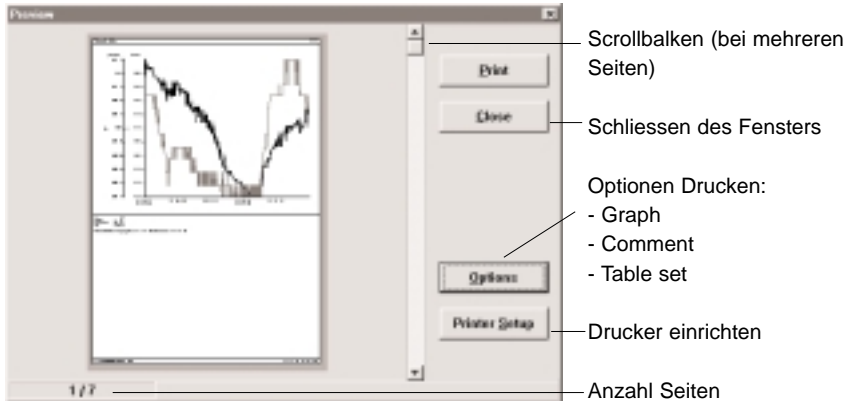 Preview
Print
Close
Options
Printer Setup
1 / 7
Scrollbalken (bei mehreren
Seiten)
Schliessen des Fensters
Optionen Drucken:
- Graph
- Comment
- Table set
Drucker einrichten
Anzahl Seiten